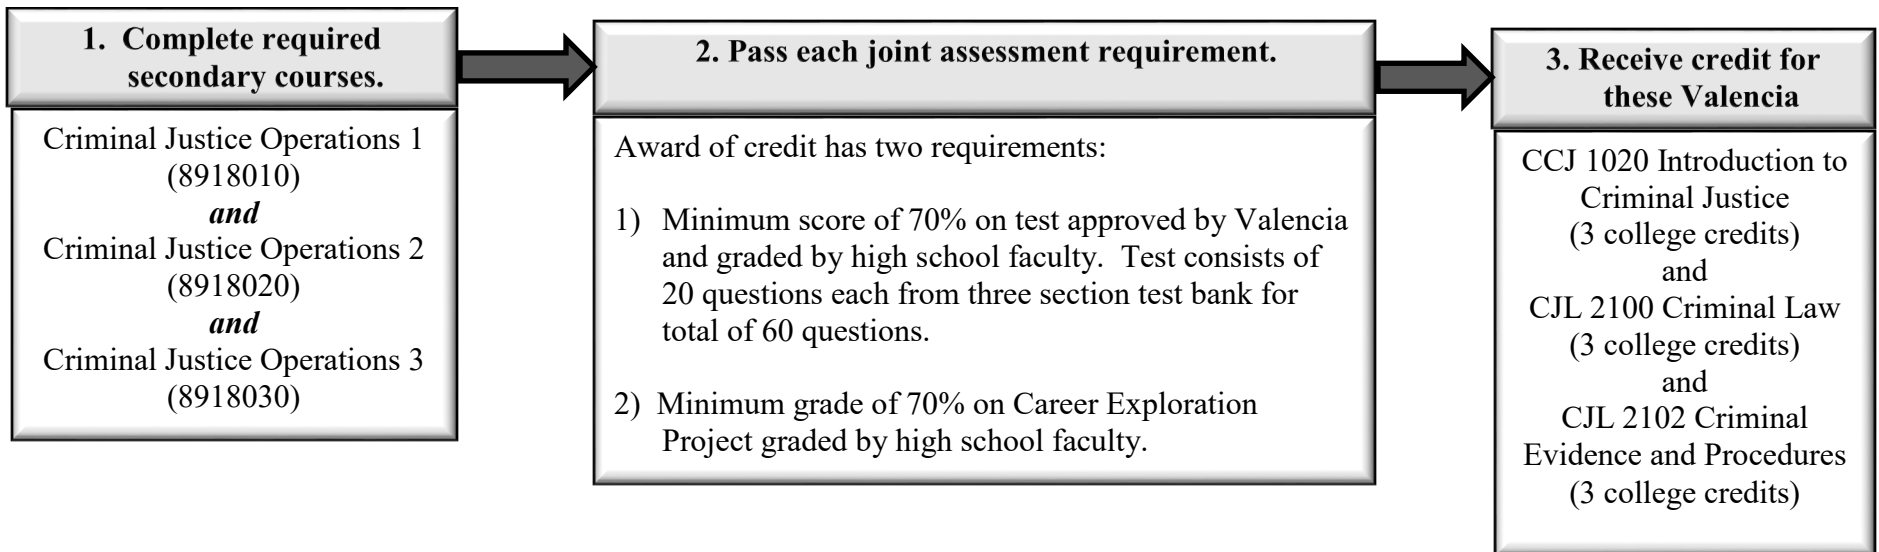 1. Complete required
secondary courses.
Criminal Justice Operations 1
(8918010)
and
Criminal Justice Operations 2
(8918020)
and
Criminal Justice Operations 3
(8918030)
2. Pass each joint assessment requirement.
Award of credit has two requirements:
1) Minimum score of 70% on test approved by Valencia
and graded by high school faculty. Test consists of
20 questions each from three section test bank for
total of 60 questions.
2) Minimum grade of 70% on Career Exploration
Project graded by high school faculty.
3. Receive credit for
these Valencia
CCJ 1020 Introduction to
Criminal Justice
(3 college credits)
and
CJL 2100 Criminal Law
(3 college credits)
and
CJL 2102 Criminal
Evidence and Procedures
(3 college credits)